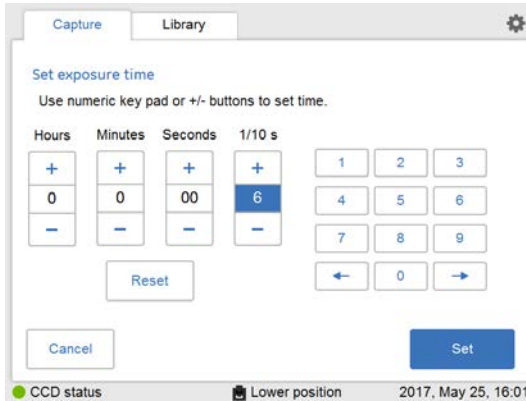 Capture Library
Set exposure time
Use numeric key pad or +/- buttons to set time.
Hours Minutes Seconds 1/10 s
+ + + + 1 2 3
0 0 00 6 4 5 6
− − − − 7 8 9
Reset ← 0 →
Cancel Set
CCD status Lower position 2017, May 25, 16:01